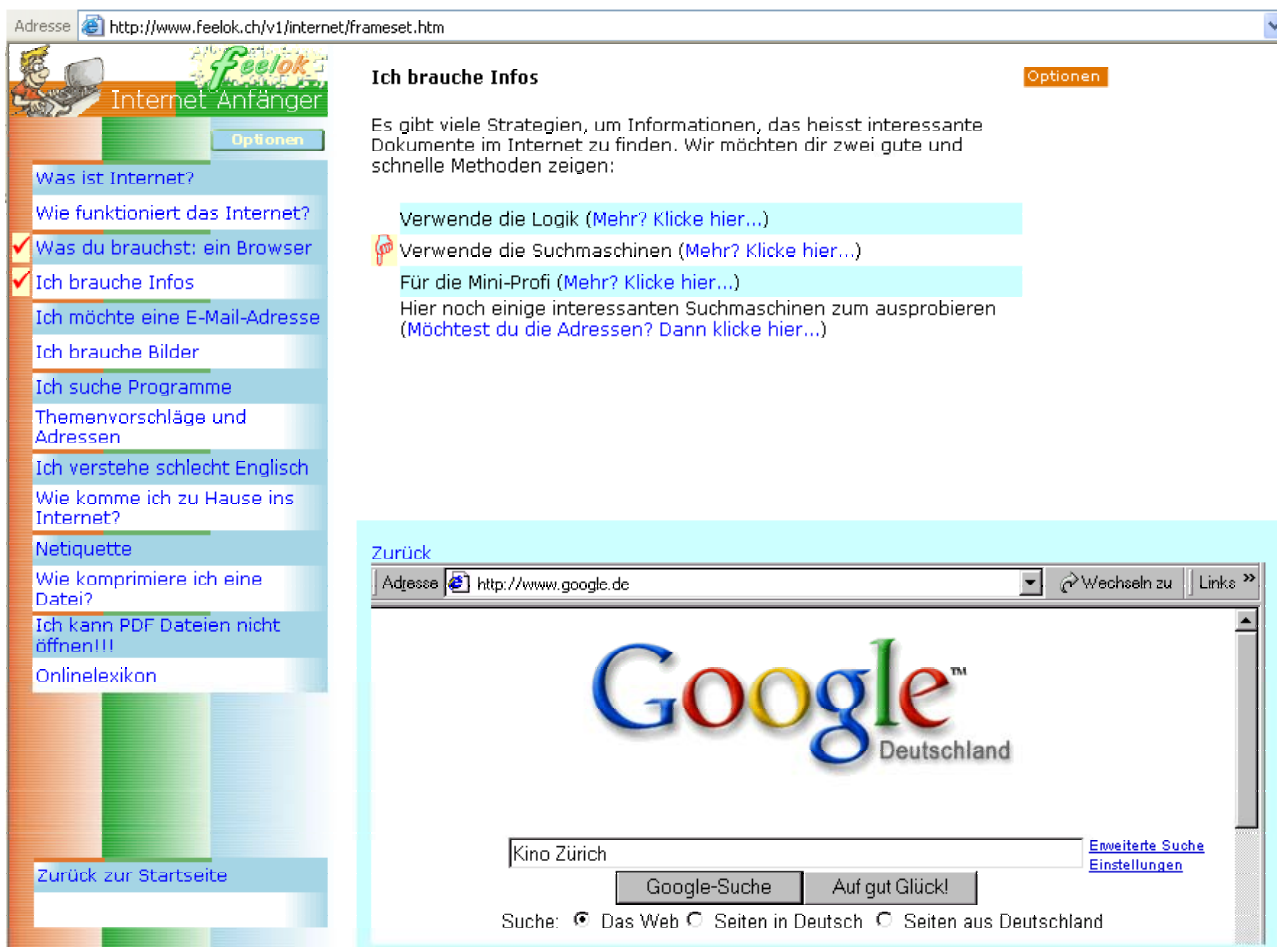 Adresse http://www.feelok.ch/v1/internet/frameset.htm
feelok
Internet Anfänger
Optionen
Was ist Internet?
Wie funktioniert das Internet?
Was du brauchst: ein Browser
Ich brauche Infos
Ich möchte eine E-Mail-Adresse
Ich brauche Bilder
Ich suche Programme
Themenvorschläge und
Adressen
Ich verstehe schlecht Englisch
Wie komme ich zu Hause ins
Internet?
Netiquette
Wie komprimiere ich eine
Datei?
Ich kann PDF Dateien nicht
öffnen!!!
Onlinelexikon
Zurück zur Startseite
Ich brauche Infos
Optionen
Es gibt viele Strategien, um Informationen, das heisst interessante
Dokumente im Internet zu finden. Wir möchten dir zwei gute und
schnelle Methoden zeigen:
Verwende die Logik (Mehr? Klicke hier...)
Verwende die Suchmaschinen (Mehr? Klicke hier...)
Für die Mini-Profi (Mehr? Klicke hier...)
Hier noch einige interessanten Suchmaschinen zum ausprobieren
(Möchtest du die Adressen? Dann klicke hier...)
Zurück
Adresse http://www.google.de Wechseln zu Links »
Google™
Deutschland
Kino Zürich
Erweiterte Suche
Einstellungen
Google-Suche Auf gut Glück!
Suche: Das Web Seiten in Deutsch Seiten aus Deutschland